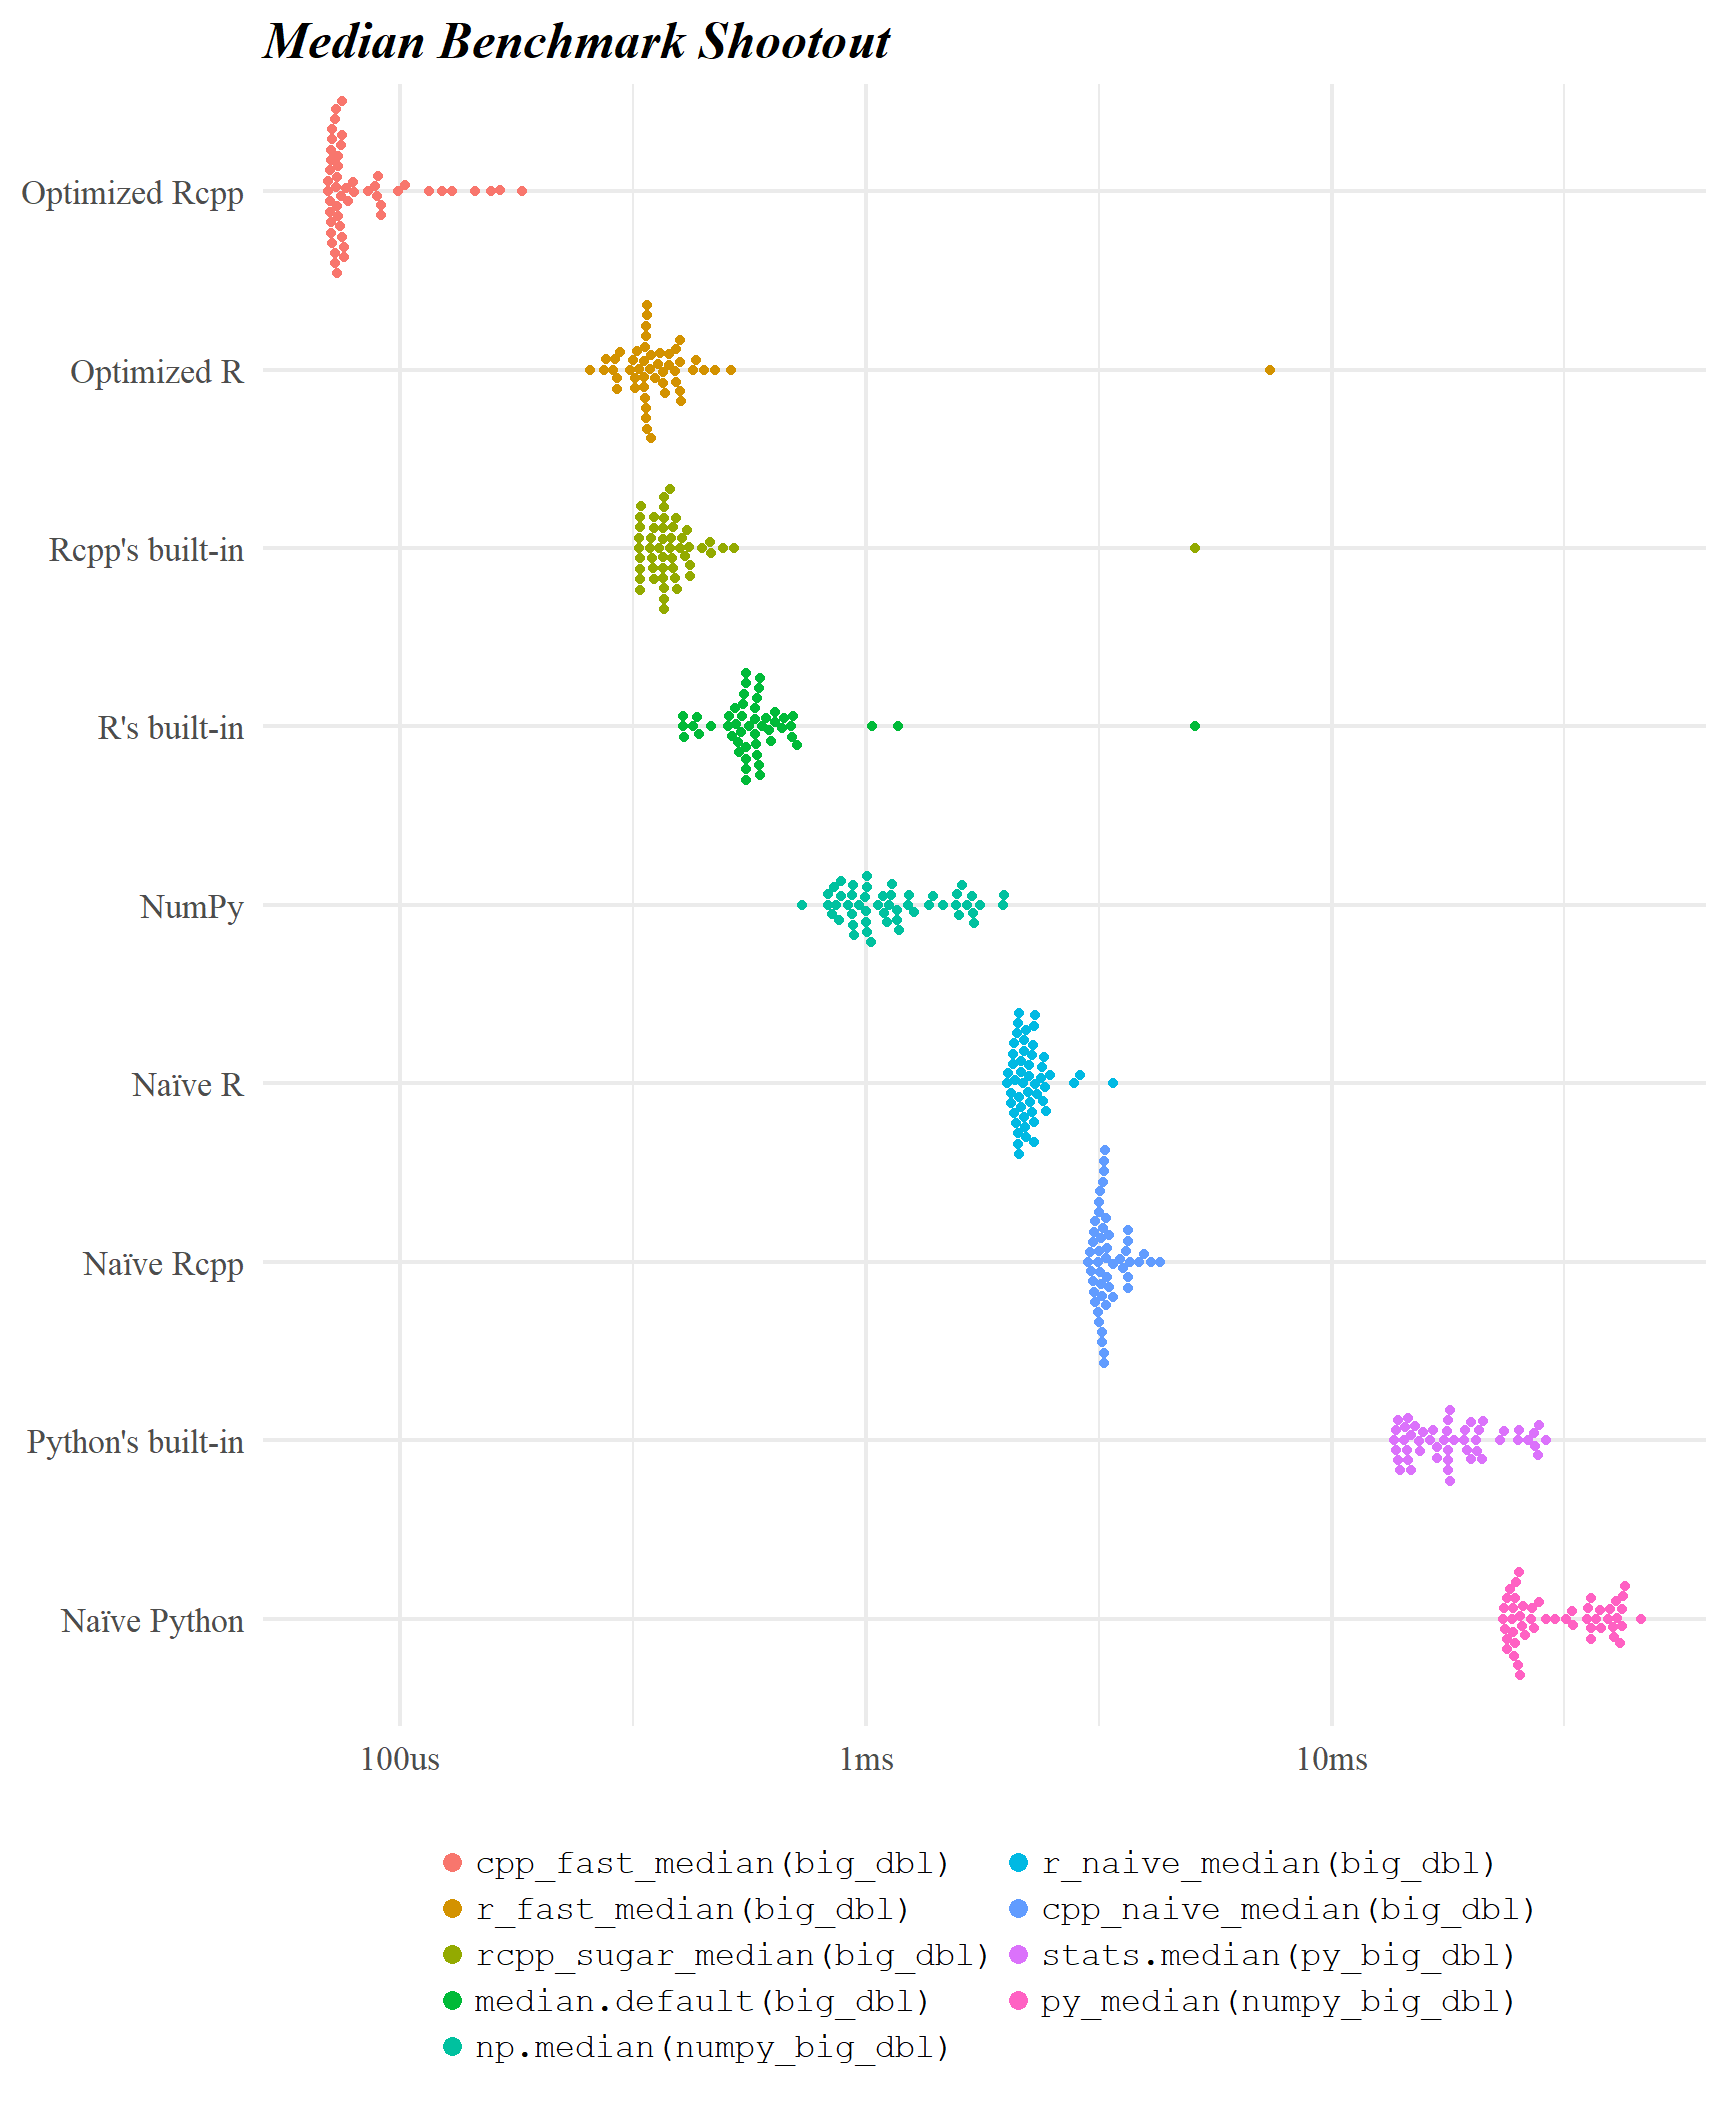 Median Benchmark Shootout
Optimized Rcpp
Optimized R
Rcpp's built-in
R's built-in
NumPy
Naïve R
Naïve Rcpp
Python's built-in
Naïve Python
100us 1ms 10ms
cpp_fast_median(big_dbl)
r_fast_median(big_dbl)
rcpp_sugar_median(big_dbl)
median.default(big_dbl)
np.median(numpy_big_dbl)
r_naive_median(big_dbl)
cpp_naive_median(big_dbl)
stats.median(py_big_dbl)
py_median(numpy_big_dbl)